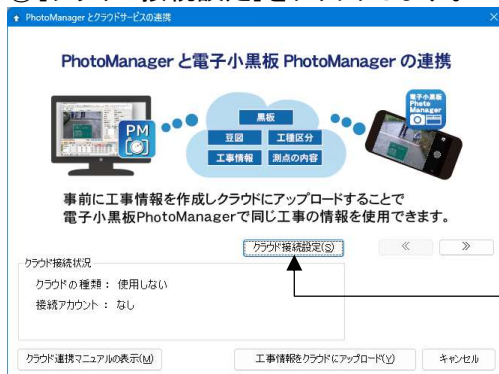 PhotoManager とクラウドサービスの連携
PhotoManager と電子小黒板 PhotoManager の連携
電子小黒板
Photo
Manager
PM
黒板
豆図 工種区分
工事情報 測点の内容
事前に工事情報を作成しクラウドにアップロードすることで
電子小黒板PhotoManagerで同じ工事の情報を使用できます。
クラウド接続設定(S)
≪ ≫
クラウド接続状況
クラウドの種類： 使用しない
接続アカウント： なし
クラウド連携マニュアルの表示(M) 工事情報をクラウドにアップロード(Y) キャンセル